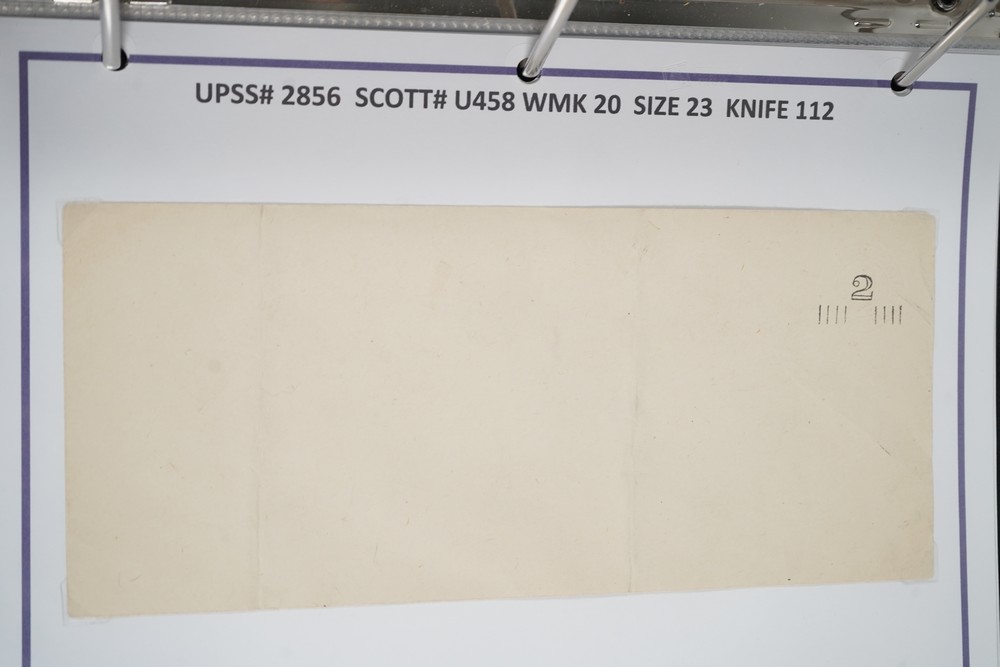 UPSS# 2856 SCOTT# U458 WMK 20 SIZE 23 KNIFE 112
2